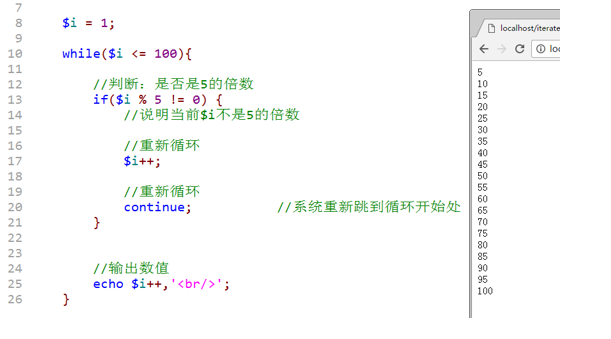 7
8 $i = 1;
9
10 while($i <= 100){
11
12 //判断：是否是5的倍数
13 if($i % 5 != 0) {
14 //说明当前$i不是5的倍数
15
16 //重新循环
17 $i++;
18
19 //重新循环
20 continue; //系统重新跳到循环开始处
21 }
22
23
24 //输出数值
25 echo $i++,'<br/>';
26 }
localhost/iterate
loc
5
10
15
20
25
30
35
40
45
50
55
60
65
70
75
80
85
90
95
100